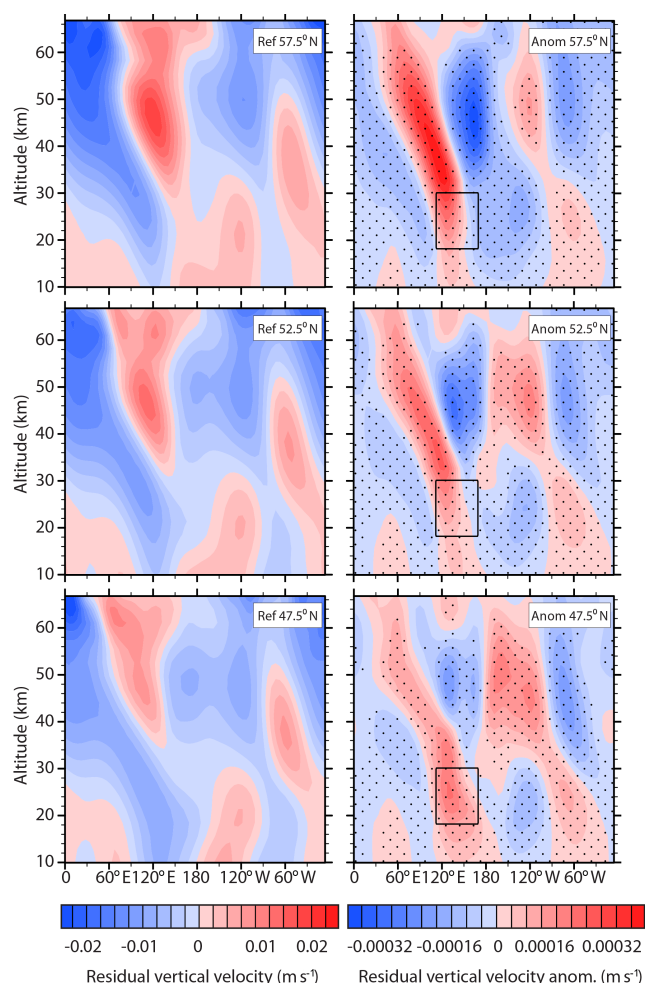 Ref 57.5° N
Anom 57.5° N
Altitude (km)
60
50
40
30
20
10
Ref 52.5° N
Anom 52.5° N
Altitude (km)
60
50
40
30
20
10
Ref 47.5° N
Anom 47.5° N
Altitude (km)
60
50
40
30
20
10
0 60°E 120°E 180 120°W 60°W
0 60°E 120°E 180 120°W 60°W
-0.02 -0.01 0 0.01 0.02
-0.00032 -0.00016 0 0.00016 0.00032
Residual vertical velocity (m s⁻¹)
Residual vertical velocity anom. (m s⁻¹)